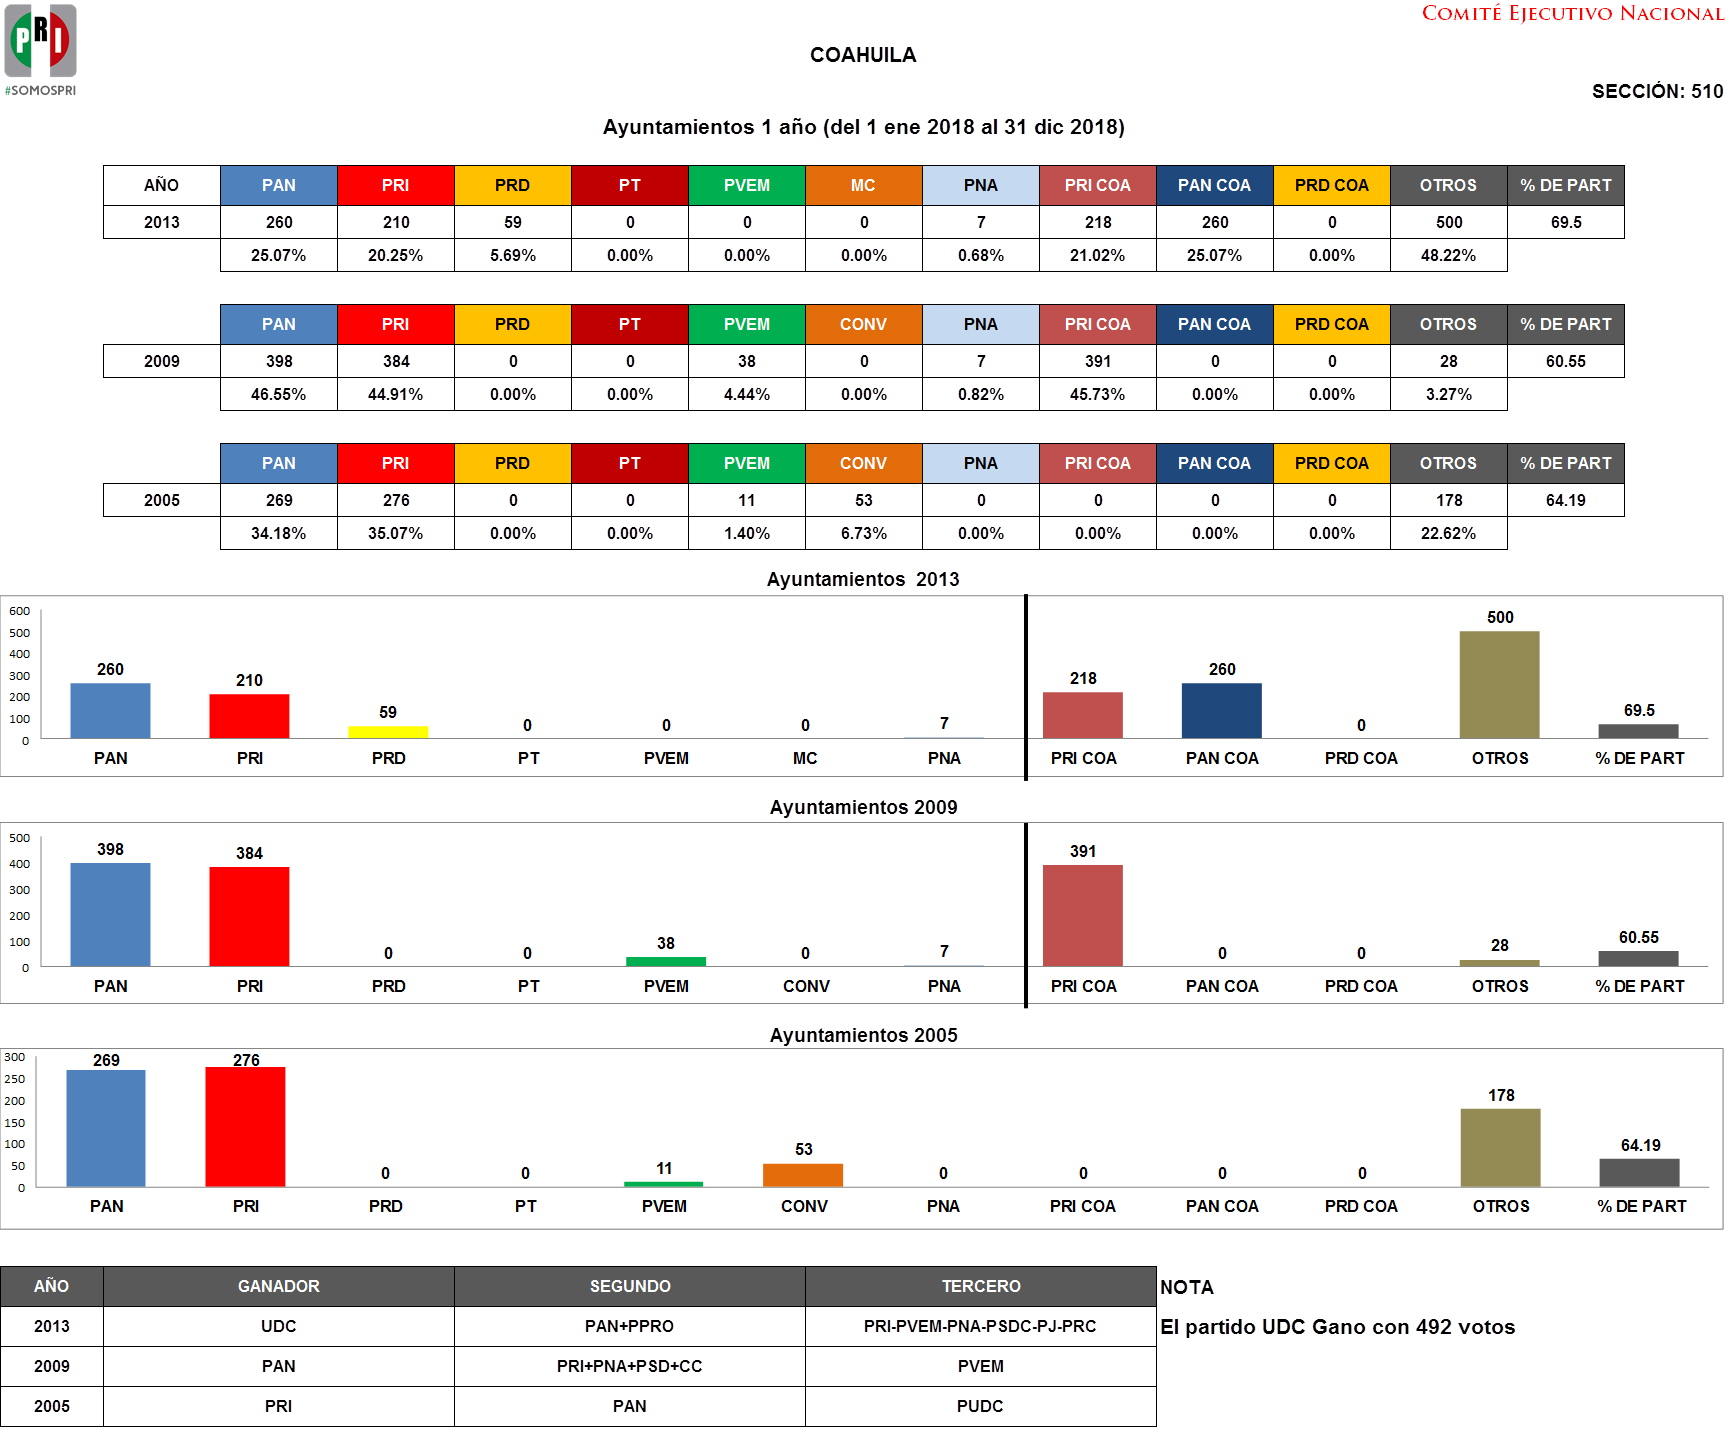 COMITÉ EJECUTIVO NACIONAL
PRI
#SOMOSPRI
COAHUILA
SECCIÓN: 510
Ayuntamientos 1 año (del 1 ene 2018 al 31 dic 2018)
AÑO PAN PRI PRD PT PVEM MC PNA PRI COA PAN COA PRD COA OTROS % DE PART
2013 260 210 59 0 0 0 7 218 260 0 500 69.5
25.07% 20.25% 5.69% 0.00% 0.00% 0.00% 0.68% 21.02% 25.07% 0.00% 48.22%
PAN PRI PRD PT PVEM CONV PNA PRI COA PAN COA PRD COA OTROS % DE PART
2009 398 384 0 0 38 0 7 391 0 0 28 60.55
46.55% 44.91% 0.00% 0.00% 4.44% 0.00% 0.82% 45.73% 0.00% 0.00% 3.27%
PAN PRI PRD PT PVEM CONV PNA PRI COA PAN COA PRD COA OTROS % DE PART
2005 269 276 0 0 11 53 0 0 0 0 178 64.19
34.18% 35.07% 0.00% 0.00% 1.40% 6.73% 0.00% 0.00% 0.00% 0.00% 22.62%
Ayuntamientos 2013
600
500
400
300
200
100
0
260 210 59 0 0 0 7 218 260 0 500 69.5
PAN PRI PRD PT PVEM MC PNA PRI COA PAN COA PRD COA OTROS % DE PART
Ayuntamientos 2009
500
400
300
200
100
0
398 384 0 0 38 0 7 391 0 0 28 60.55
PAN PRI PRD PT PVEM CONV PNA PRI COA PAN COA PRD COA OTROS % DE PART
Ayuntamientos 2005
300
250
200
150
100
50
0
269 276 0 0 11 53 0 0 0 0 178 64.19
PAN PRI PRD PT PVEM CONV PNA PRI COA PAN COA PRD COA OTROS % DE PART
AÑO GANADOR SEGUNDO TERCERO NOTA
2013 UDC PAN+PPRO PRI-PVEM-PNA-PSDC-PJ-PRC El partido UDC Gano con 492 votos
2009 PAN PRI+PNA+PSD+CC PVEM
2005 PRI PAN PUDC